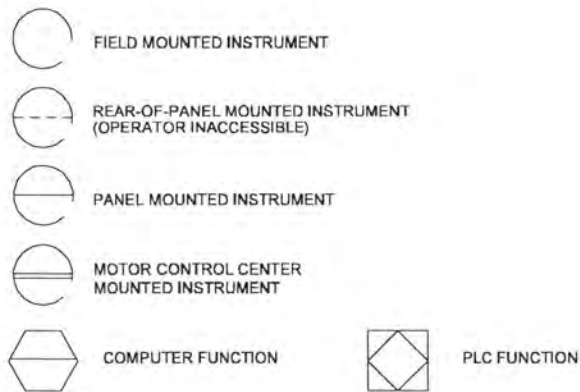 FIELD MOUNTED INSTRUMENT
REAR-OF-PANEL MOUNTED INSTRUMENT
(OPERATOR INACCESSIBLE)
PANEL MOUNTED INSTRUMENT
MOTOR CONTROL CENTER
MOUNTED INSTRUMENT
COMPUTER FUNCTION
PLC FUNCTION